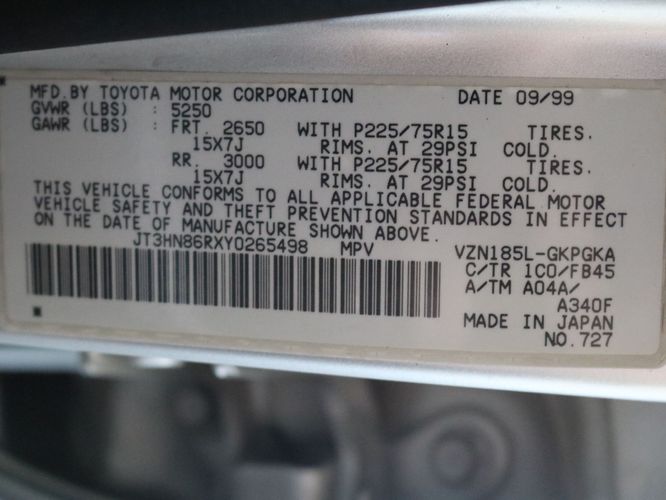 MFD.BY TOYOTA MOTOR CORPORATION DATE 09/99
GVWR (LBS) : 5250
GAWR (LBS) : FRT. 2650 WITH P225/75R15 TIRES.
15X7J RIMS. AT 29PSI COLD.
RR. 3000 WITH P225/75R15 TIRES.
15X7J RIMS. AT 29PSI COLD.
THIS VEHICLE CONFORMS TO ALL APPLICABLE FEDERAL MOTOR
VEHICLE SAFETY AND THEFT PREVENTION STANDARDS IN EFFECT
ON THE DATE OF MANUFACTURE SHOWN ABOVE.
JT3HN86RXY0265498 MPV VZN185L-GKPGKA
C/TR 1C0/FB45
A/TM A04A/
A340F
MADE IN JAPAN
NO.727